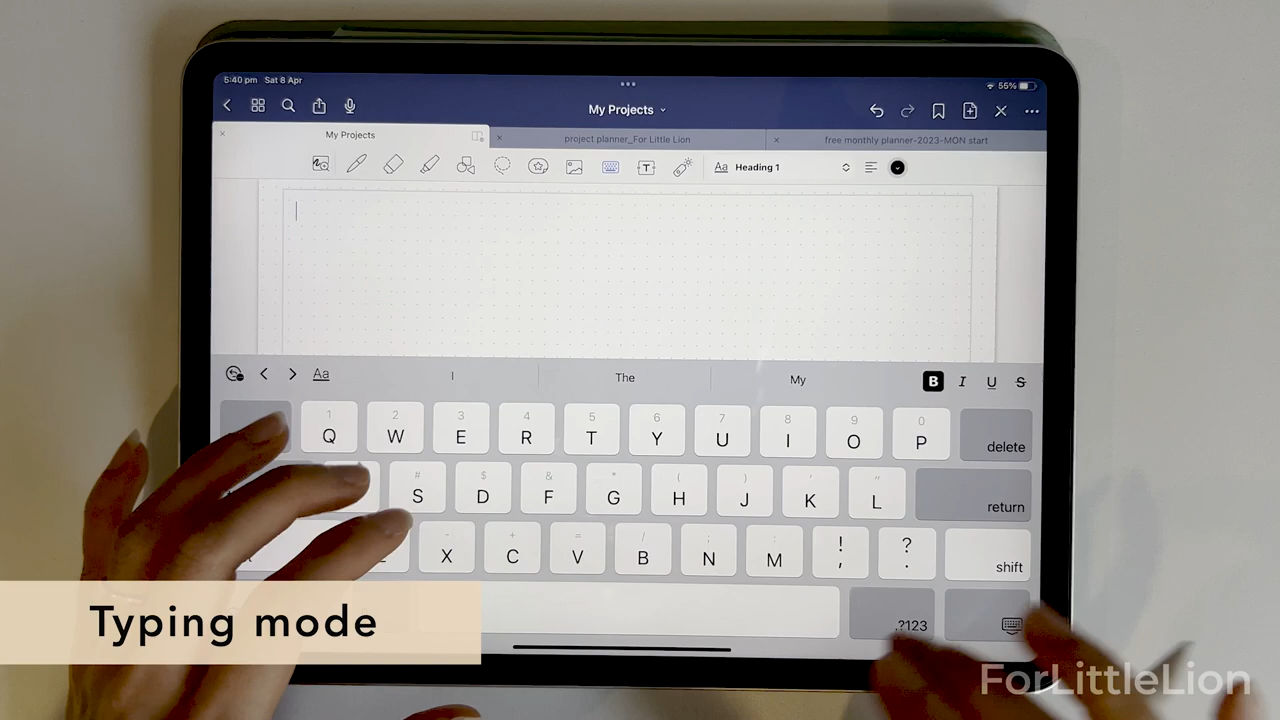 5:40 pm Sat 8 Apr
55%
My Projects
My Projects
project planner_For Little Lion
free monthly planner-2023-MON start
Aa Heading 1
Aa I The My B I U S
1 2 3 4 5 6 7 8 9 0
Q W E R T Y U I O P delete
# $ & * ( ) ' "
S D F G H J K L return
- + = / ; : ! ?
X C V B N M , . shift
.?123
Typing mode
ForLittleLion